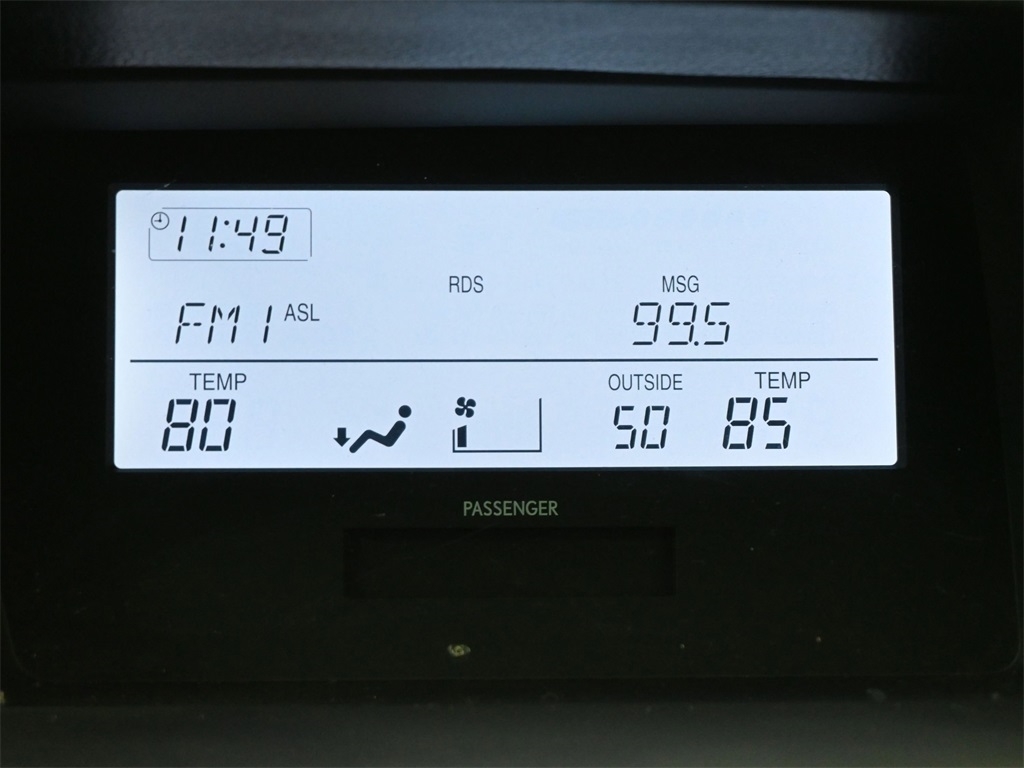 11:49
RDS MSG
FM1 ASL 99.5
TEMP OUTSIDE TEMP
80 50 85
PASSENGER